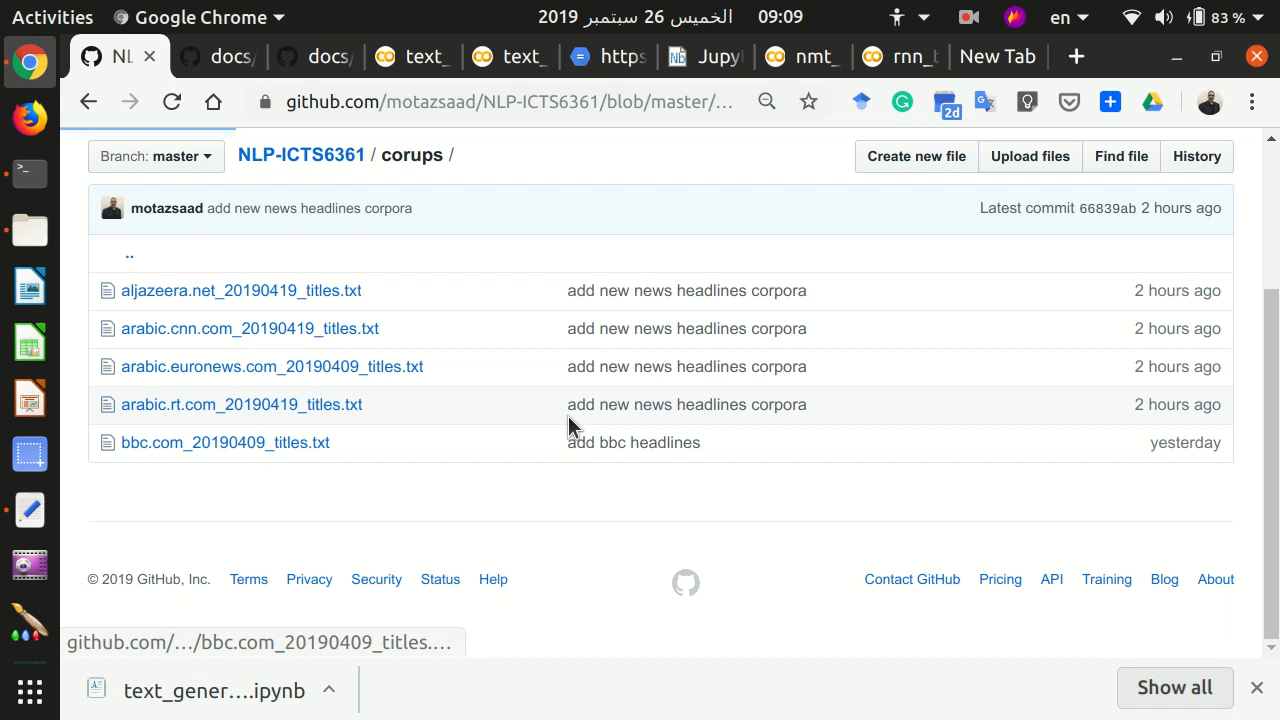 Activities Google Chrome الخميس 26 سبتمبر 2019 09:09 en 83 %
NL docs/ docs/ text_ text_ https Jupy nmt_ rnn_t New Tab
github.com/motazsaad/NLP-ICTS6361/blob/master/... 2d
Branch: master NLP-ICTS6361 / corups / Create new file Upload files Find file History
motazsaad add new news headlines corpora Latest commit 66839ab 2 hours ago
..
aljazeera.net_20190419_titles.txt add new news headlines corpora 2 hours ago
arabic.cnn.com_20190419_titles.txt add new news headlines corpora 2 hours ago
arabic.euronews.com_20190409_titles.txt add new news headlines corpora 2 hours ago
arabic.rt.com_20190419_titles.txt add new news headlines corpora 2 hours ago
bbc.com_20190409_titles.txt add bbc headlines yesterday
© 2019 GitHub, Inc. Terms Privacy Security Status Help Contact GitHub Pricing API Training Blog About
github.com/.../bbc.com_20190409_titles....
text_gener....ipynb Show all